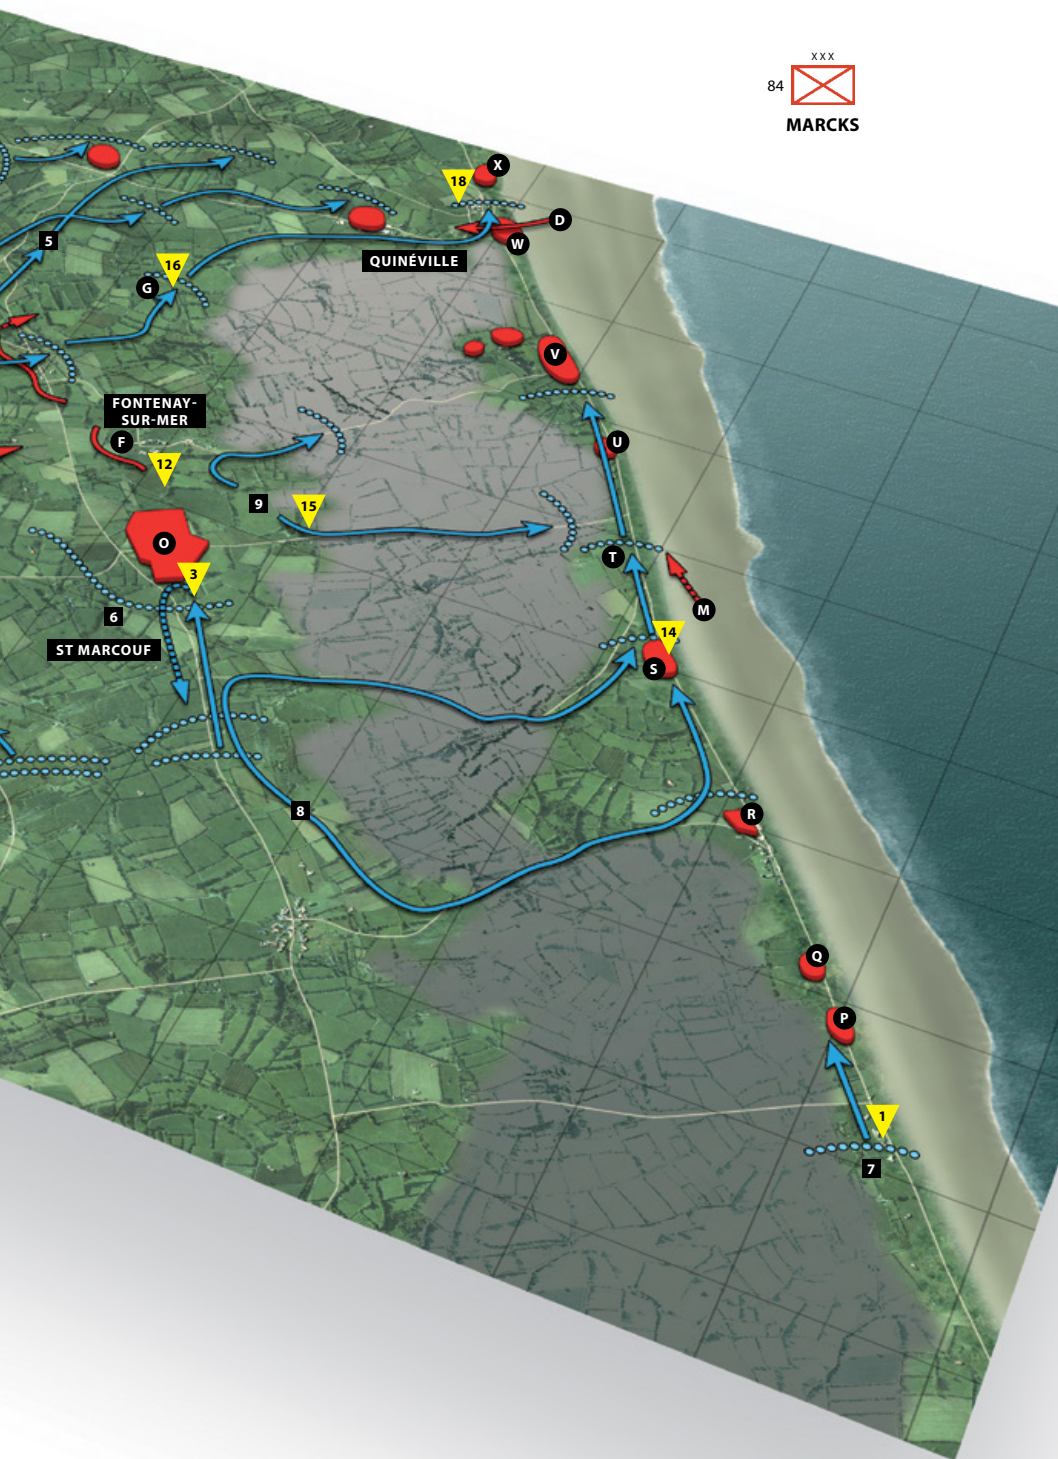 xxx
84
MARCKS
X
18
D
W
5
QUINÉVILLE
16
G
V
FONTENAY-
SUR-MER
F
U
12
9
15
O
T
3
M
6
14
ST MARCOUF
S
8
R
Q
P
1
7